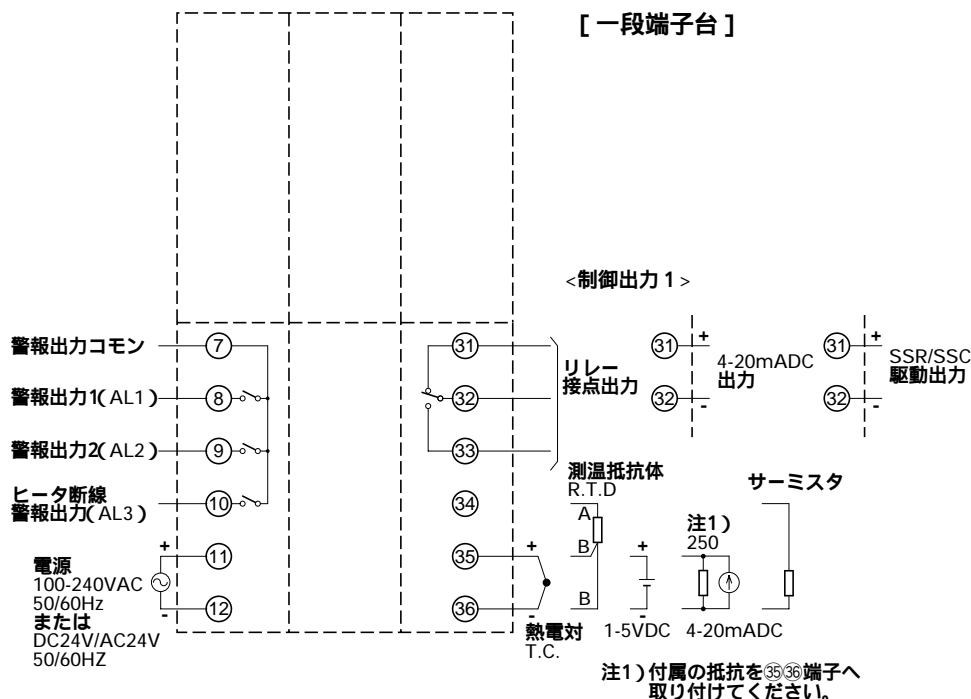 [ 一段端子台 ]
<制御出力 1 >
警報出力コモン
7
31
警報出力1( AL1 )
8
32
警報出力2( AL2 )
9
33
ヒータ断線
警報出力( AL3 )
10
34
リレー
接点出力
31
+
32
-
4-20mADC
出力
31
+
32
-
SSR/SSC
駆動出力
電源
100-240VAC
50/60Hz
または
DC24V/AC24V
50/60HZ
+
-
11
12
35
36
+
-
熱電対
T.C.
測温抵抗体
R.T.D
A
B
B
+
-
1-5VDC
注1)
250
4-20mADC
サーミスタ
注1) 付属の抵抗を㉟㊱端子へ
取り付けてください。